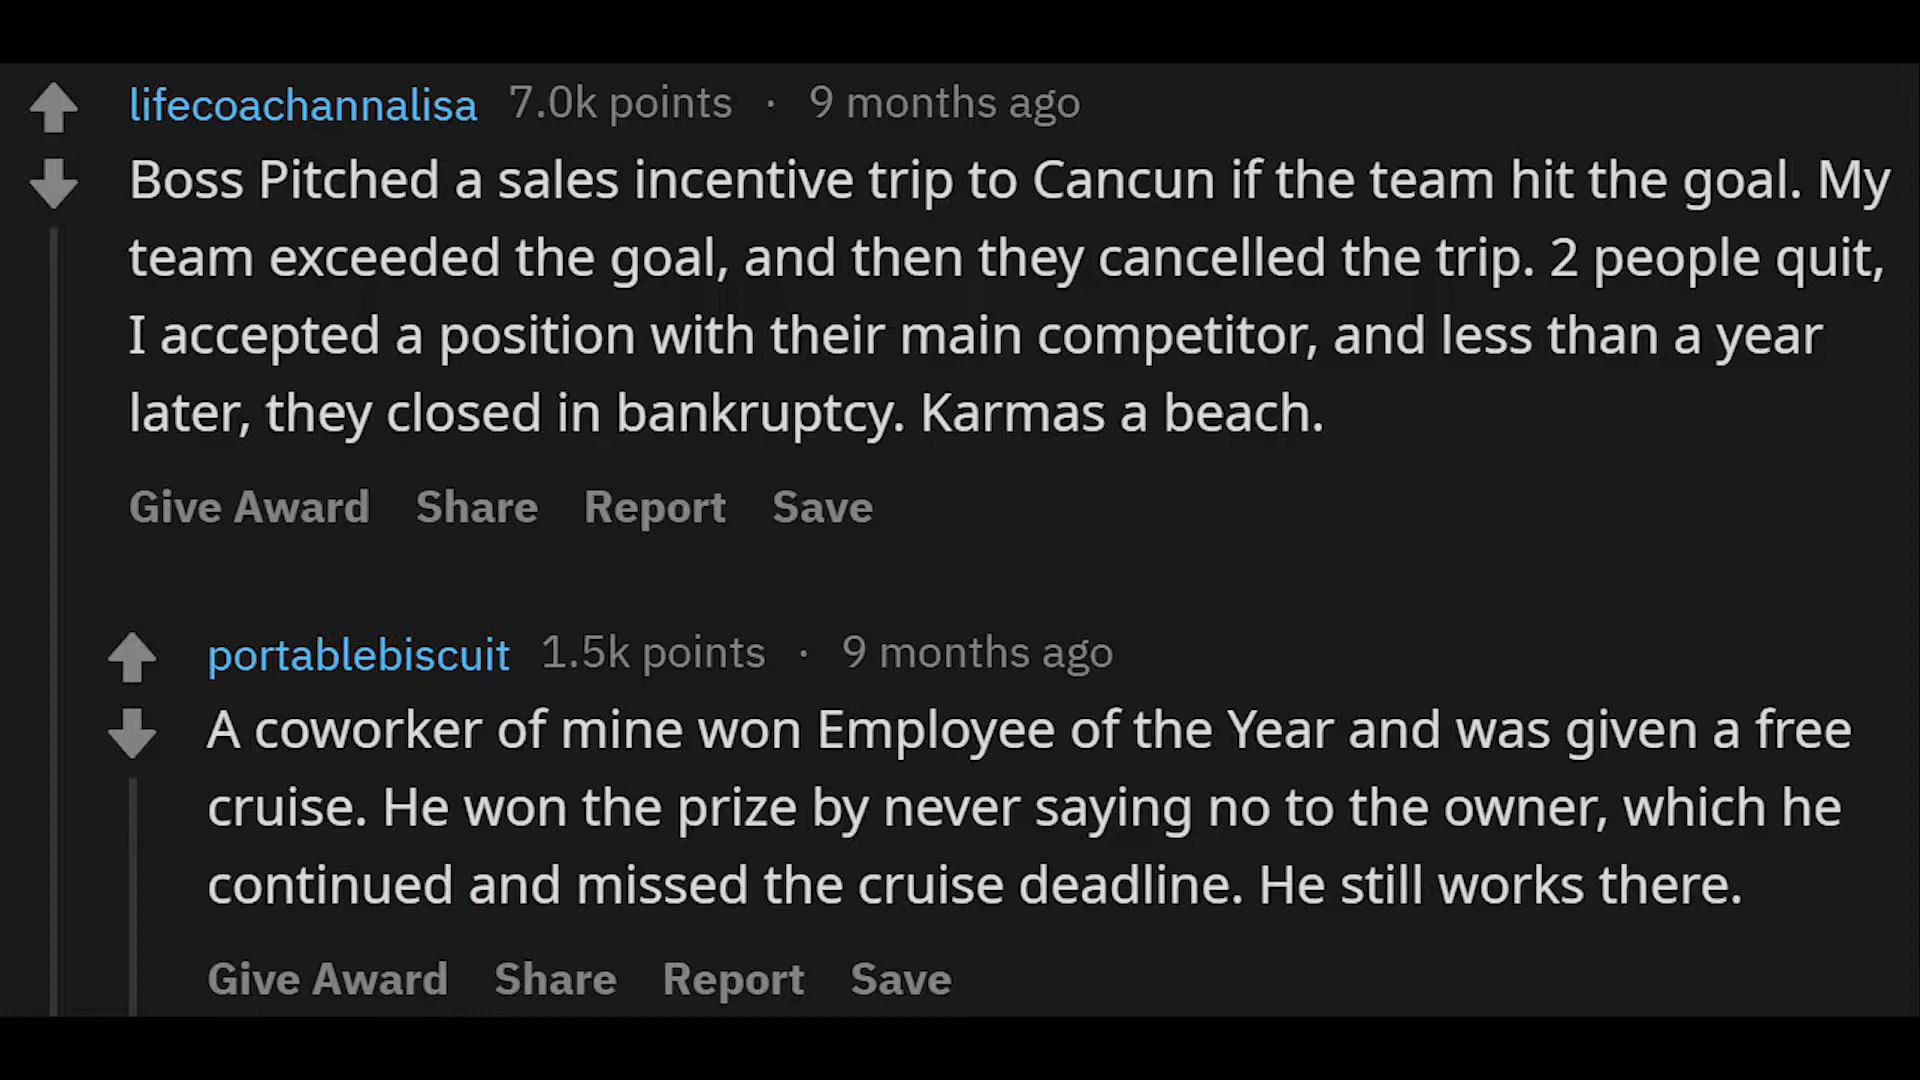 lifecoachannalisa 7.0k points · 9 months ago
Boss Pitched a sales incentive trip to Cancun if the team hit the goal. My
team exceeded the goal, and then they cancelled the trip. 2 people quit,
I accepted a position with their main competitor, and less than a year
later, they closed in bankruptcy. Karmas a beach.
Give Award Share Report Save
portablebiscuit 1.5k points · 9 months ago
A coworker of mine won Employee of the Year and was given a free
cruise. He won the prize by never saying no to the owner, which he
continued and missed the cruise deadline. He still works there.
Give Award Share Report Save